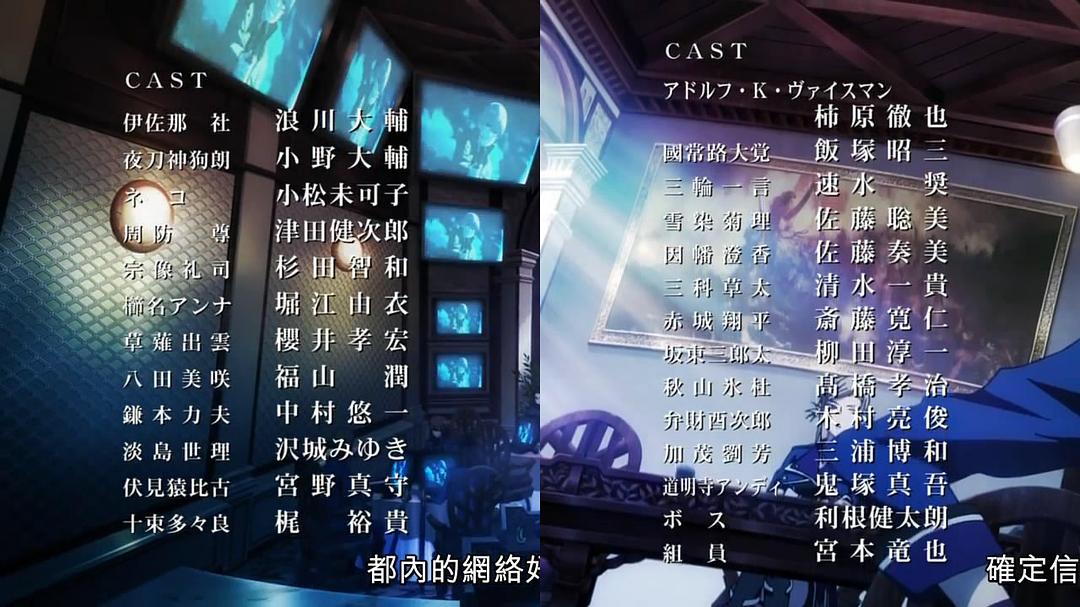 CAST
伊佐那 社 浪川大輔
夜刀神狗朗 小野大輔
ネコ 小松未可子
周防 尊 津田健次郎
宗像礼司 杉田智和
櫛名アンナ 堀江由衣
草薙出雲 櫻井孝宏
八田美咲 福山 潤
鎌本力夫 中村悠一
淡島世理 沢城みゆき
伏見猿比古 宮野真守
十束多々良 梶 裕貴
都內的網絡
CAST
アドルフ・K・ヴァイスマン
柿原徹也
國常路大覚 飯塚昭三
三輪一言 速水 奨
雪染菊理 佐藤聡美
因幡澄香 佐藤奏美
三科草太 清水一貴
赤城翔平 斎藤寛仁
坂東三郎太 柳田淳一
秋山氷杜 髙橋孝治
弁財酉次郎 木村亮俊
加茂劉芳 三浦博和
道明寺アンディ 鬼塚真吾
ボス 利根健太朗
組員 宮本竜也
確定信